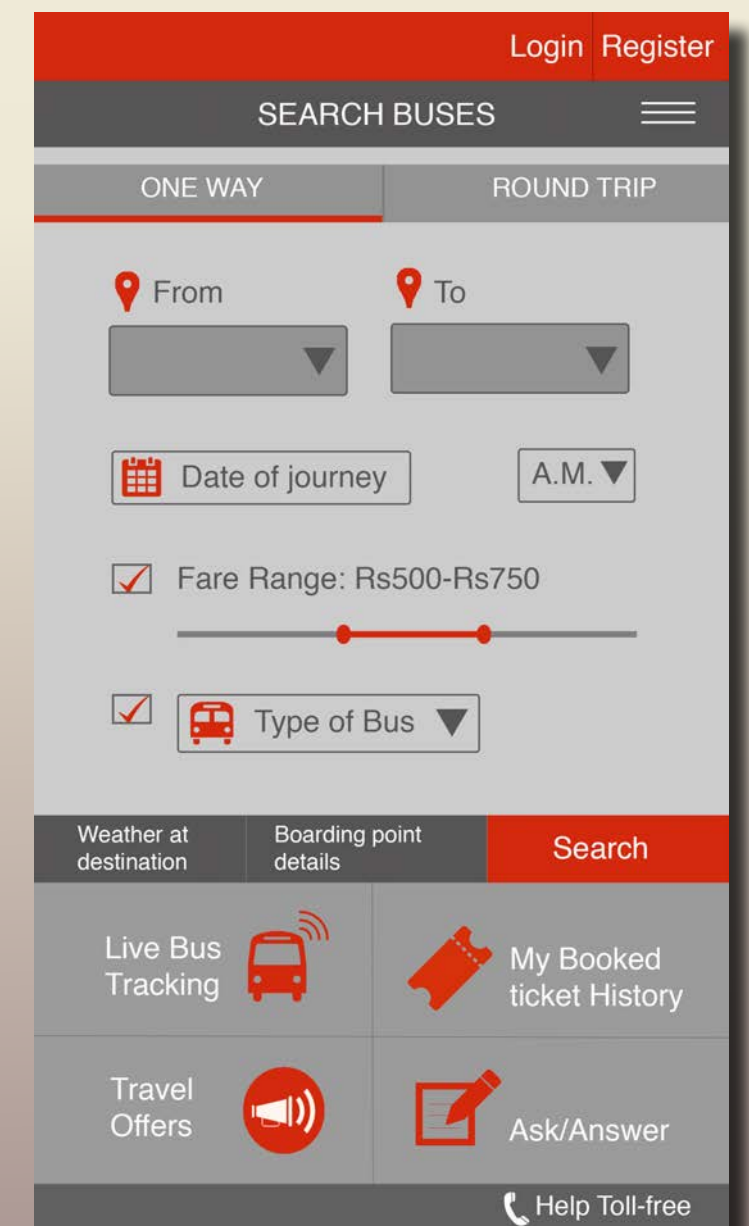 Login Register
SEARCH BUSES
ONE WAY ROUND TRIP
From To
Date of journey A.M.
Fare Range: Rs500-Rs750
Type of Bus
Weather at
destination
Boarding point
details
Search
Live Bus
Tracking
My Booked
ticket History
Travel
Offers
Ask/Answer
Help Toll-free